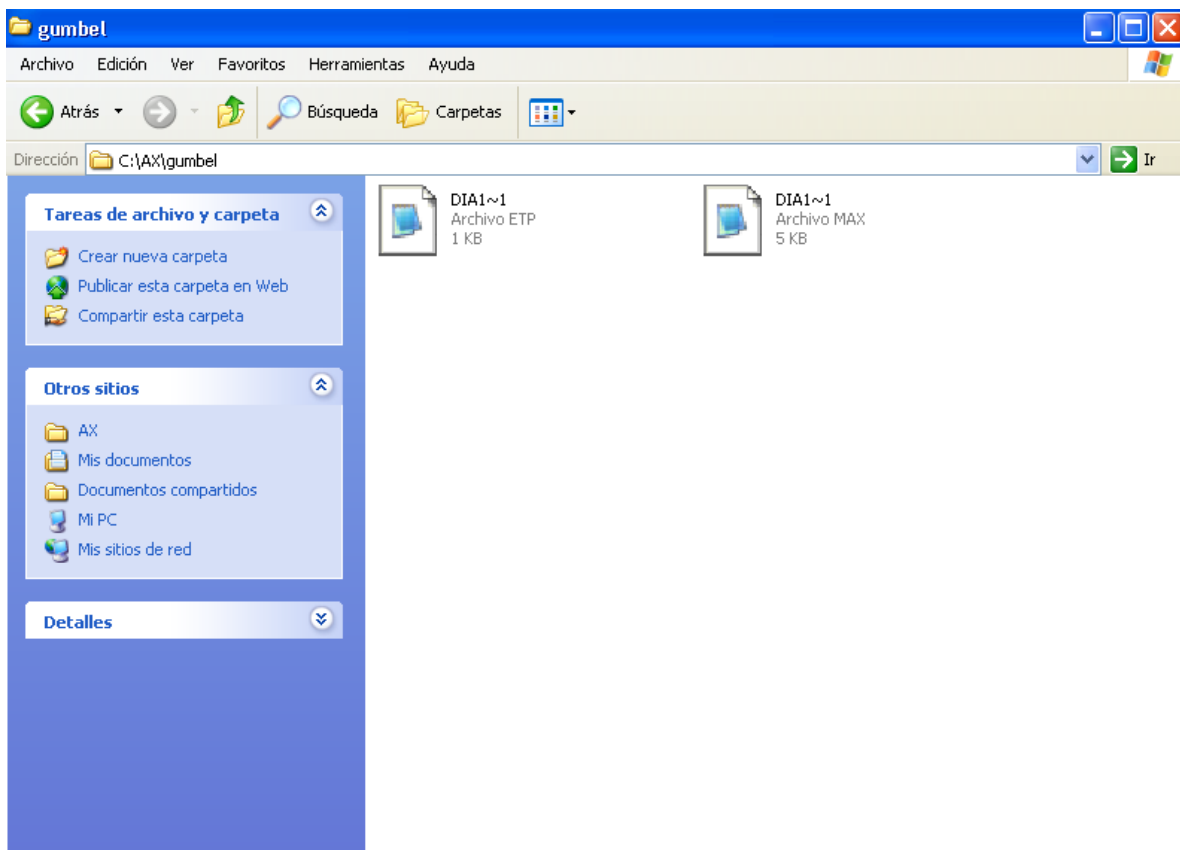 gumbel
Archivo Edición Ver Favoritos Herramientas Ayuda
Atrás Búsqueda Carpetas
Dirección C:\AX\gumbel Ir
Tareas de archivo y carpeta
Crear nueva carpeta
Publicar esta carpeta en Web
Compartir esta carpeta
Otros sitios
AX
Mis documentos
Documentos compartidos
Mi PC
Mis sitios de red
Detalles
DIA1~1
Archivo ETP
1 KB
DIA1~1
Archivo MAX
5 KB